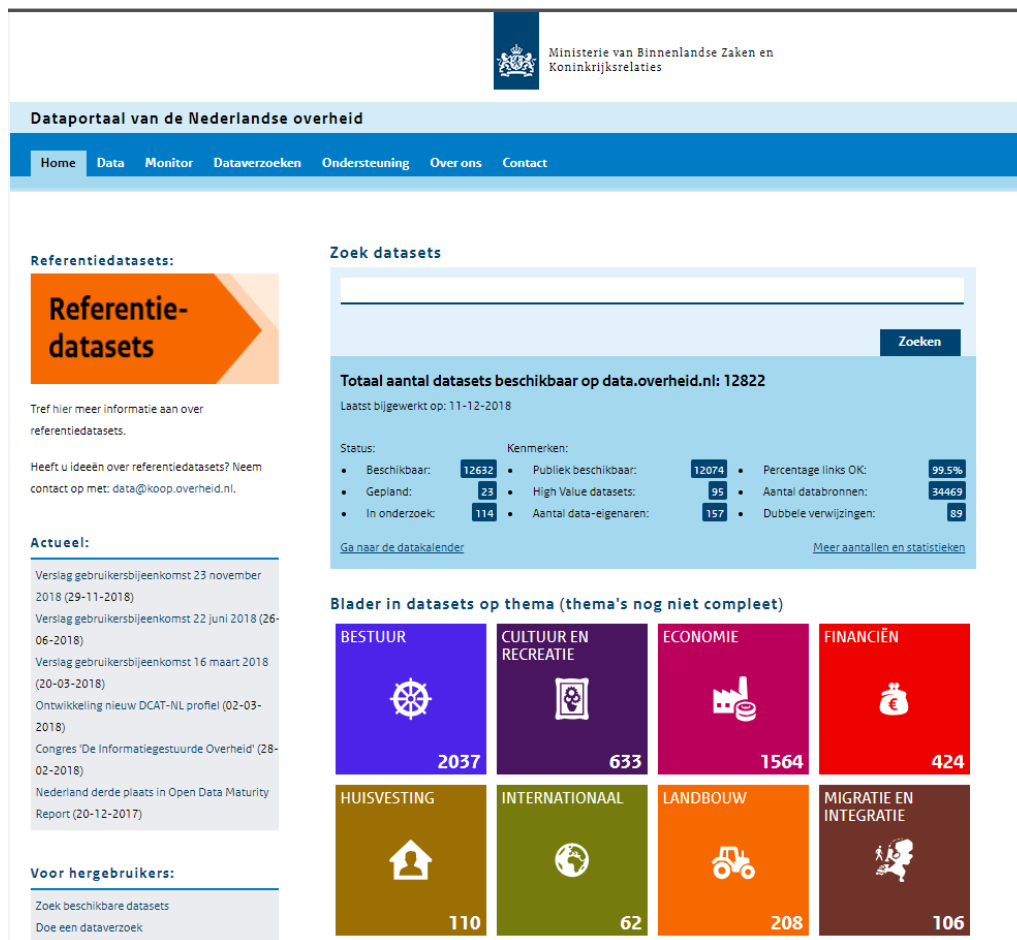 Ministerie van Binnenlandse Zaken en
Koninkrijksrelaties
Dataportaal van de Nederlandse overheid
Home Data Monitor Dataverzoeken Ondersteuning Over ons Contact
Referentiedatasets:
Referentie-
datasets
Tref hier meer informatie aan over
referentiedatasets.
Heeft u ideeën over referentiedatasets? Neem
contact op met: data@koop.overheid.nl.
Actueel:
Verslag gebruikersbijeenkomst 23 november
2018 (29-11-2018)
Verslag gebruikersbijeenkomst 22 juni 2018 (26-
06-2018)
Verslag gebruikersbijeenkomst 16 maart 2018
(20-03-2018)
Ontwikkeling nieuw DCAT-NL profiel (02-03-
2018)
Congres 'De Informatiegestuurde Overheid' (28-
02-2018)
Nederland derde plaats in Open Data Maturity
Report (20-12-2017)
Voor hergebruikers:
Zoek beschikbare datasets
Doe een dataverzoek
Zoek datasets
Zoeken
Totaal aantal datasets beschikbaar op data.overheid.nl: 12822
Laatst bijgewerkt op: 11-12-2018
Status: Kenmerken:
Beschikbaar: 12632 Publiek beschikbaar: 12074 Percentage links OK: 99.5%
Gepland: 23 High Value datasets: 95 Aantal databronnen: 34469
In onderzoek: 114 Aantal data-eigenaren: 157 Dubbele verwijzingen: 89
Ga naar de datakalender Meer aantallen en statistieken
Blader in datasets op thema (thema's nog niet compleet)
BESTUUR
2037
CULTUUR EN
RECREATIE
633
ECONOMIE
1564
FINANCIËN
€
424
HUISVESTING
110
INTERNATIONAAL
62
LANDBOUW
208
MIGRATIE EN
INTEGRATIE
106